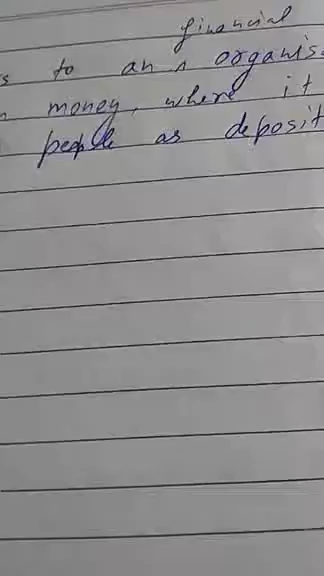 financial
s to an ^ organis
n money, where it
people as deposit